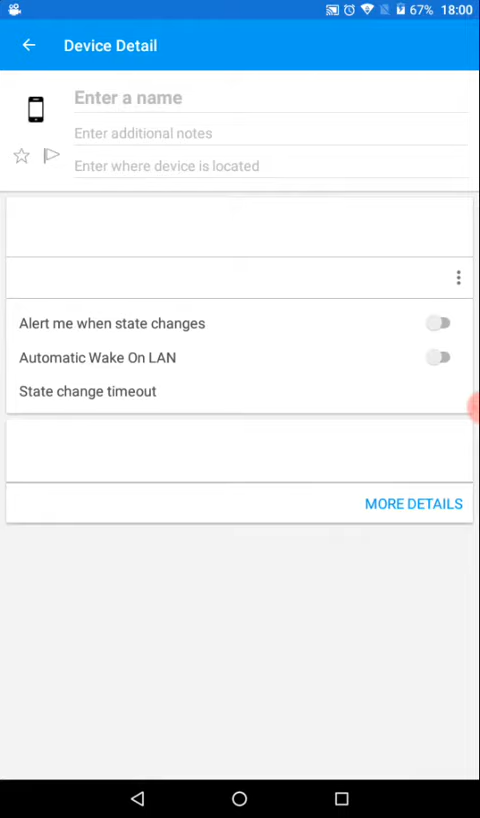 67% 18:00
Device Detail
Enter a name
Enter additional notes
Enter where device is located
Alert me when state changes
Automatic Wake On LAN
State change timeout
MORE DETAILS